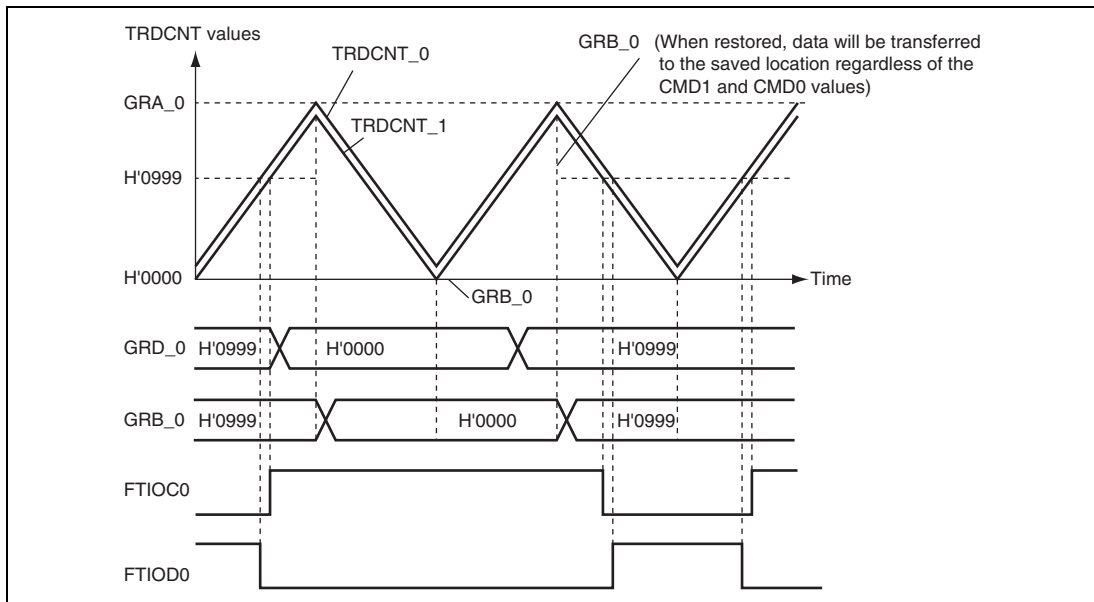 TRDCNT values
TRDCNT_0
GRB_0 (When restored, data will be transferred
to the saved location regardless of the
CMD1 and CMD0 values)
GRA_0
TRDCNT_1
H'0999
H'0000
Time
GRB_0
GRD_0 H'0999 H'0000 H'0999
GRB_0 H'0999 H'0000 H'0999
FTIOC0
FTIOD0